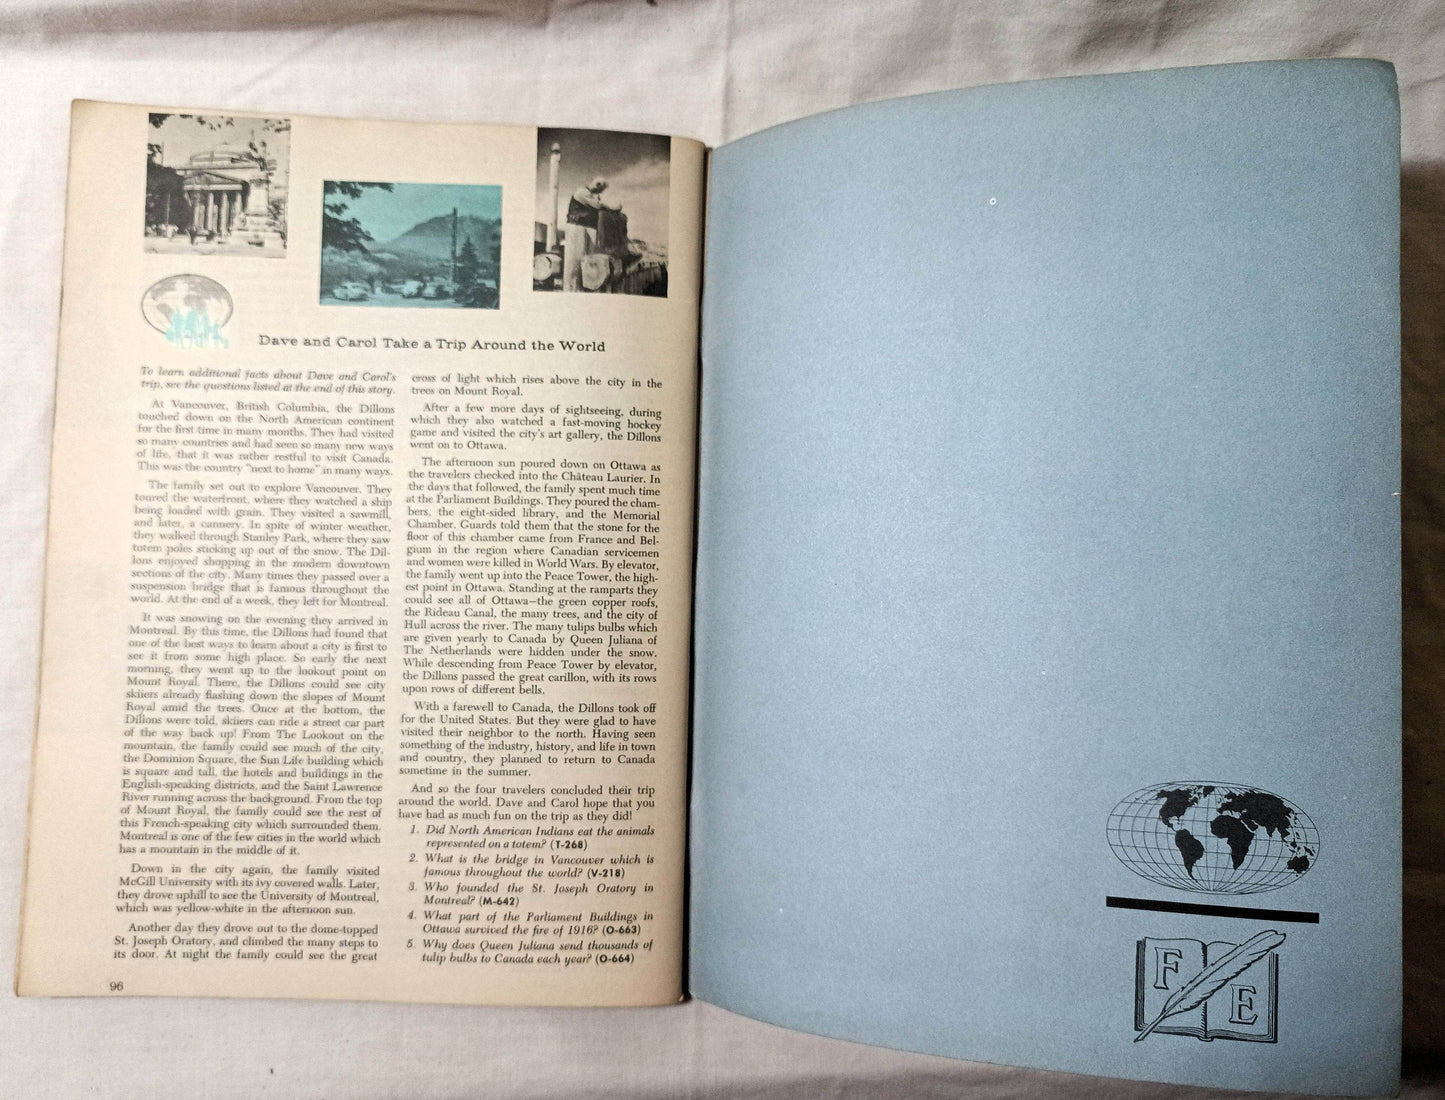 Dave and Carol Take a Trip Around the World
To learn additional facts about Dave and Carol's
trip, see the questions listed at the end of this story.
At Vancouver, British Columbia, the Dillons
touched down on the North American continent
for the first time in many months. They had visited
so many countries and had seen so many new ways
of life, that it was rather restful to visit Canada.
This was the country "next to home" in many ways.
The family set out to explore Vancouver. They
toured the waterfront, where they watched a ship
being loaded with grain. They visited a sawmill,
and later, a cannery. In spite of winter weather,
they walked through Stanley Park, where they saw
totem poles sticking up out of the snow. The Dil-
lons enjoyed shopping in the modern downtown
sections of the city. Many times they passed over a
suspension bridge that is famous throughout the
world. At the end of a week, they left for Montreal.
It was snowing on the evening they arrived in
Montreal. By this time, the Dillons had found that
one of the best ways to learn about a city is first to
see it from some high place. So early the next
morning, they went up to the lookout point on
Mount Royal. There, the Dillons could see city
skiiers already flashing down the slopes of Mount
Royal amid the trees. Once at the bottom, the
Dillons were told, skiiers can ride a street car part
of the way back up! From The Lookout on the
mountain, the family could see much of the city,
the Dominion Square, the Sun Life building which
is square and tall, the hotels and buildings in the
English-speaking districts, and the Saint Lawrence
River running across the background. From the top
of Mount Royal, the family could see the rest of
this French-speaking city which surrounded them.
Montreal is one of the few cities in the world which
has a mountain in the middle of it.
Down in the city again, the family visited
McGill University with its ivy covered walls. Later,
they drove uphill to see the University of Montreal,
which was yellow-white in the afternoon sun.
Another day they drove out to the dome-topped
St. Joseph Oratory, and climbed the many steps to
its door. At night the family could see the great
cross of light which rises above the city in the
trees on Mount Royal.
After a few more days of sightseeing, during
which they also watched a fast-moving hockey
game and visited the city's art gallery, the Dillons
went on to Ottawa.
The afternoon sun poured down on Ottawa as
the travelers checked into the Château Laurier. In
the days that followed, the family spent much time
at the Parliament Buildings. They poured the cham-
bers, the eight-sided library, and the Memorial
Chamber. Guards told them that the stone for the
floor of this chamber came from France and Bel-
gium in the region where Canadian servicemen
and women were killed in World Wars. By elevator,
the family went up into the Peace Tower, the high-
est point in Ottawa. Standing at the ramparts they
could see all of Ottawa—the green copper roofs,
the Rideau Canal, the many trees, and the city of
Hull across the river. The many tulips bulbs which
are given yearly to Canada by Queen Juliana of
The Netherlands were hidden under the snow.
While descending from Peace Tower by elevator,
the Dillons passed the great carillon, with its rows
upon rows of different bells.
With a farewell to Canada, the Dillons took off
for the United States. But they were glad to have
visited their neighbor to the north. Having seen
something of the industry, history, and life in town
and country, they planned to return to Canada
sometime in the summer.
And so the four travelers concluded their trip
around the world. Dave and Carol hope that you
have had as much fun on the trip as they did!
1. Did North American Indians eat the animals
represented on a totem? (T-268)
2. What is the bridge in Vancouver which is
famous throughout the world? (V-218)
3. Who founded the St. Joseph Oratory in
Montreal? (M-642)
4. What part of the Parliament Buildings in
Ottawa survived the fire of 1916? (O-663)
5. Why does Queen Juliana send thousands of
tulip bulbs to Canada each year? (O-664)
96
F
E